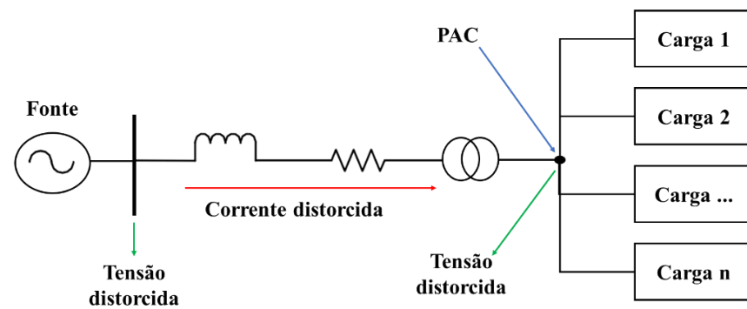 PAC
Carga 1
Fonte
Carga 2
Carga ...
Corrente distorcida
Tensão
distorcida
Tensão
distorcida
Carga n